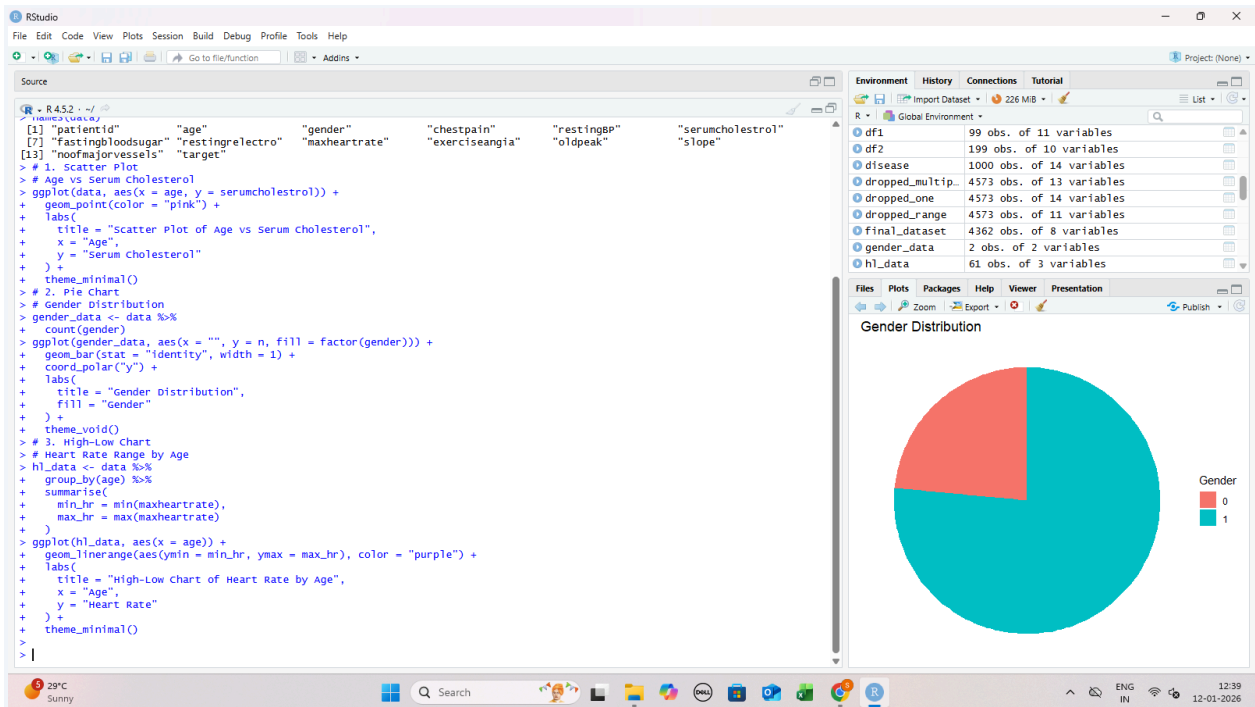 RStudio
File Edit Code View Plots Session Build Debug Profile Tools Help
Go to file/function Addins Project: (None)
Source
R 4.5.2 · ~/
> names(data)
[1] "patientid" "age" "gender" "chestpain" "restingBP" "serumcholestrol"
[7] "fastingbloodsugar" "restingrelectro" "maxheartrate" "exerciseangia" "oldpeak" "slope"
[13] "noofmajorvessels" "target"
> # 1. Scatter Plot
> # Age vs Serum Cholesterol
> ggplot(data, aes(x = age, y = serumcholestrol)) +
+ geom_point(color = "pink") +
+ labs(
+ title = "Scatter Plot of Age vs Serum Cholesterol",
+ x = "Age",
+ y = "Serum Cholesterol"
+ ) +
+ theme_minimal()
> # 2. Pie Chart
> # Gender Distribution
> gender_data <- data %>%
+ count(gender)
> ggplot(gender_data, aes(x = "", y = n, fill = factor(gender))) +
+ geom_bar(stat = "identity", width = 1) +
+ coord_polar("y") +
+ labs(
+ title = "Gender Distribution",
+ fill = "Gender"
+ ) +
+ theme_void()
> # 3. High-Low Chart
> # Heart Rate Range by Age
> hl_data <- data %>%
+ group_by(age) %>%
+ summarise(
+ min_hr = min(maxheartrate),
+ max_hr = max(maxheartrate)
+ )
> ggplot(hl_data, aes(x = age)) +
+ geom_linerange(aes(ymin = min_hr, ymax = max_hr), color = "purple") +
+ labs(
+ title = "High-Low Chart of Heart Rate by Age",
+ x = "Age",
+ y = "Heart Rate"
+ ) +
+ theme_minimal()
>
>
Environment History Connections Tutorial
Import Dataset 226 MiB List
R Global Environment
df1 99 obs. of 11 variables
df2 199 obs. of 10 variables
disease 1000 obs. of 14 variables
dropped_multip… 4573 obs. of 13 variables
dropped_one 4573 obs. of 14 variables
dropped_range 4573 obs. of 11 variables
final_dataset 4362 obs. of 8 variables
gender_data 2 obs. of 2 variables
hl_data 61 obs. of 3 variables
Files Plots Packages Help Viewer Presentation
Zoom Export Publish
Gender Distribution
Gender
0
1
5 29°C
Sunny
Search
DELL
ENG
IN
12:39
12-01-2026